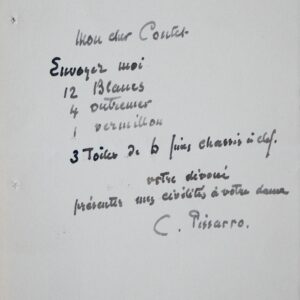 Mon cher Contet
Envoyez moi
12 Blancs
4 outremer
1 vermillon
3 Toiles de 6 fines chassis à clef.
votre dévoué
présentez mes civilités à votre dame
C. Pissarro.